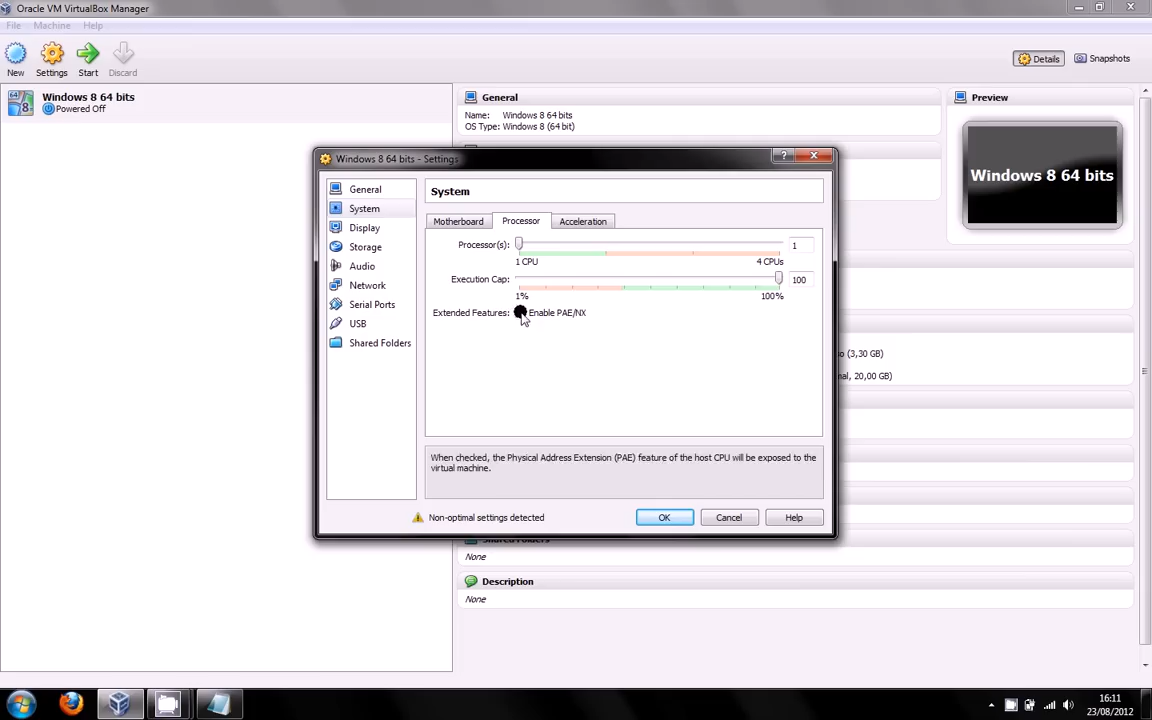 Oracle VM VirtualBox Manager
File Machine Help
New Settings Start Discard
Details Snapshots
64
8
Windows 8 64 bits
Powered Off
General
Name: Windows 8 64 bits
OS Type: Windows 8 (64 bit)
Preview
Windows 8 64 bits
Windows 8 64 bits - Settings
?
General
System
Display
Storage
Audio
Network
Serial Ports
USB
Shared Folders
System
Motherboard Processor Acceleration
Processor(s): 1
1 CPU 4 CPUs
Execution Cap: 100
1% 100%
Extended Features: Enable PAE/NX
When checked, the Physical Address Extension (PAE) feature of the host CPU will be exposed to the
virtual machine.
Non-optimal settings detected
OK Cancel Help
(3,30 GB)
20,00 GB)
Shared Folders
None
Description
None
16:11
23/08/2012